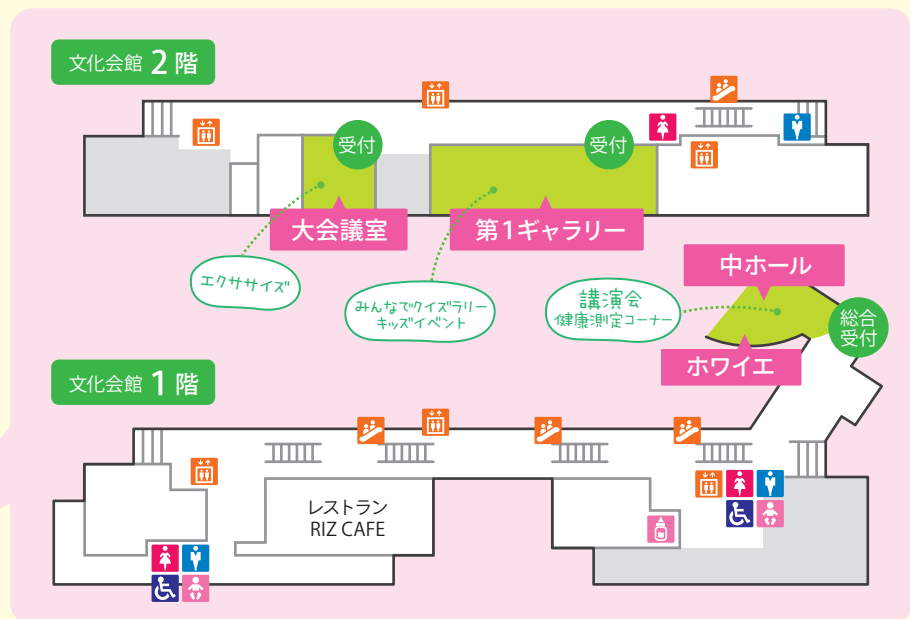 文化会館 2 階
受付
受付
大会議室
第1ギャラリー
エクササイズ
みんなでクイズラリー
キッズイベント
中ホール
講演会
健康測定コーナー
総合
受付
ホワイエ
文化会館 1 階
レストラン
RIZ CAFE